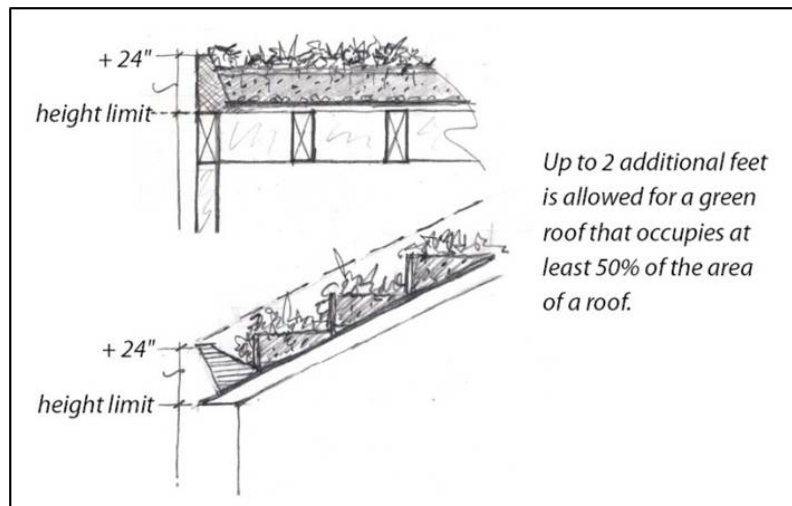 + 24"
height limit
Up to 2 additional feet
is allowed for a green
roof that occupies at
least 50% of the area
of a roof.
+ 24"
height limit